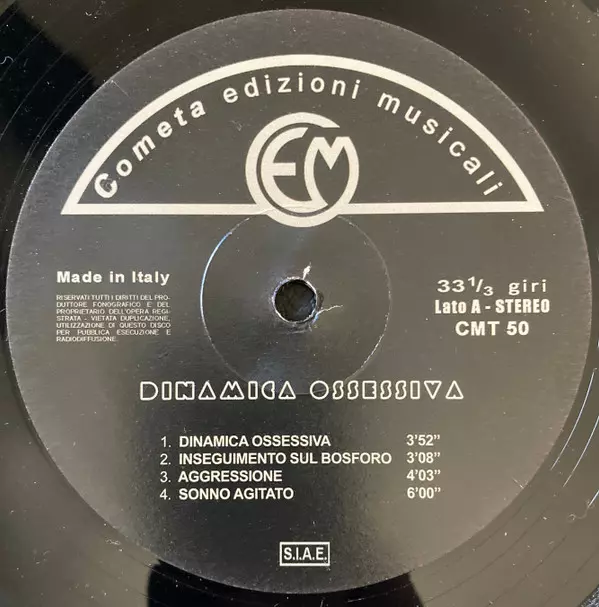 Cometa edizioni musicali
CEM
Made in Italy
RISERVATI TUTTI I DIRITTI DEL PRO-
DUTTORE FONOGRAFICO E DEL
PROPRIETARIO DELL'OPERA REGI-
STRATA - VIETATA DUPLICAZIONE,
UTILIZZAZIONE DI QUESTO DISCO
PER PUBBLICA ESECUZIONE E
RADIODIFFUSIONE.
33 1/3 giri
Lato A - STEREO
CMT 50
DINAMICA OSSESSIVA
1. DINAMICA OSSESSIVA 3'52"
2. INSEGUIMENTO SUL BOSFORO 3'08"
3. AGGRESSIONE 4'03"
4. SONNO AGITATO 6'00"
S.I.A.E.